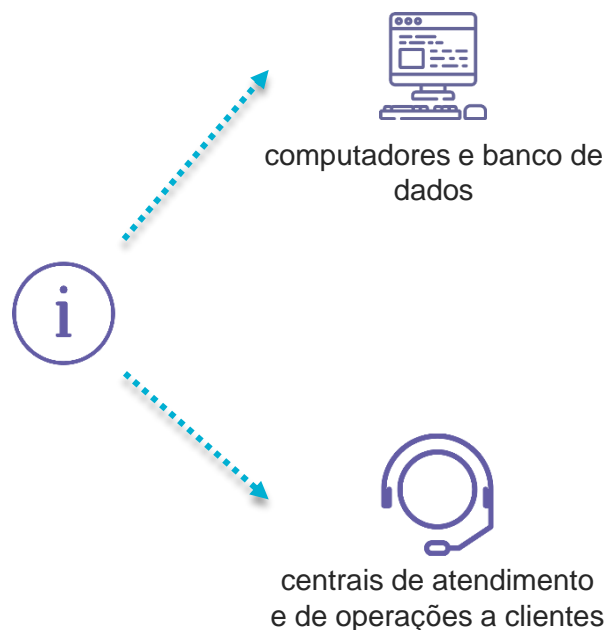 computadores e banco de
dados
i
centrais de atendimento
e de operações a clientes